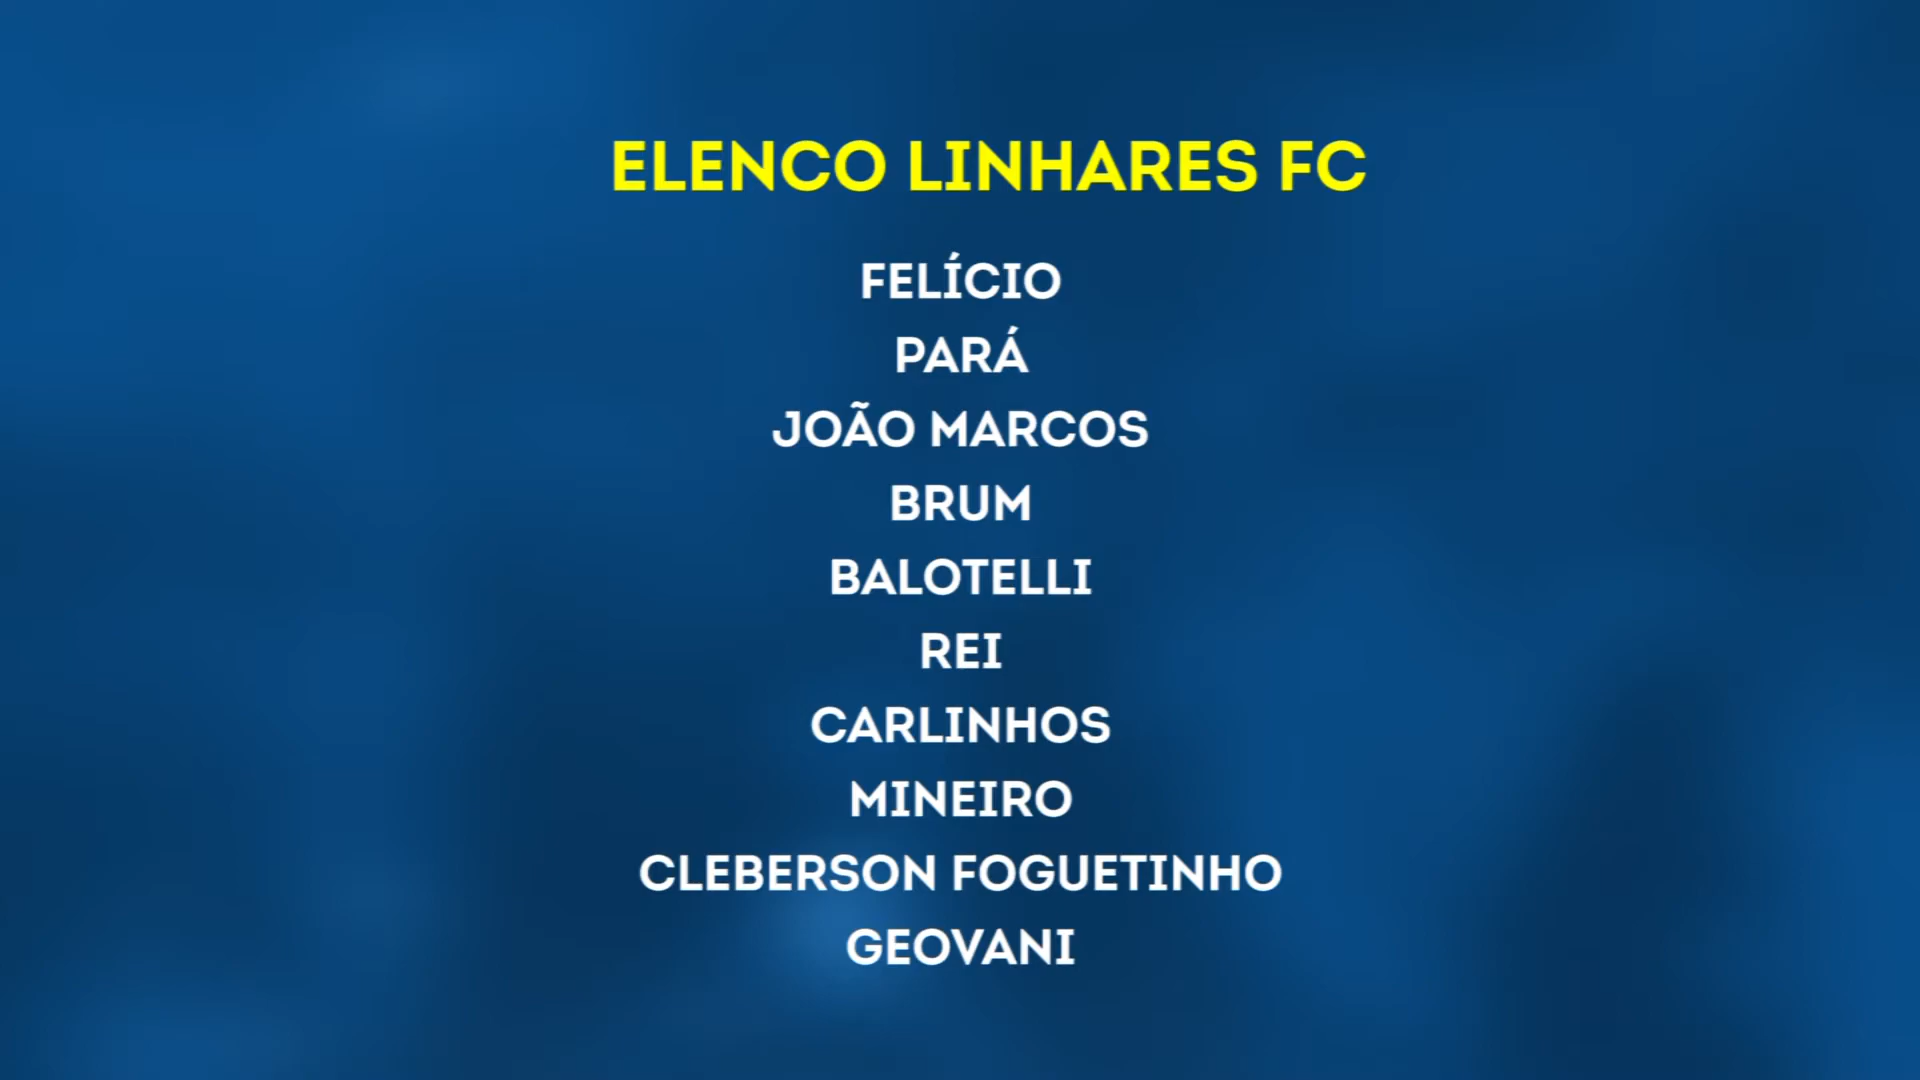 ELENCO LINHARES FC
FELÍCIO
PARÁ
JOÃO MARCOS
BRUM
BALOTELLI
REI
CARLINHOS
MINEIRO
CLEBERSON FOGUETINHO
GEOVANI